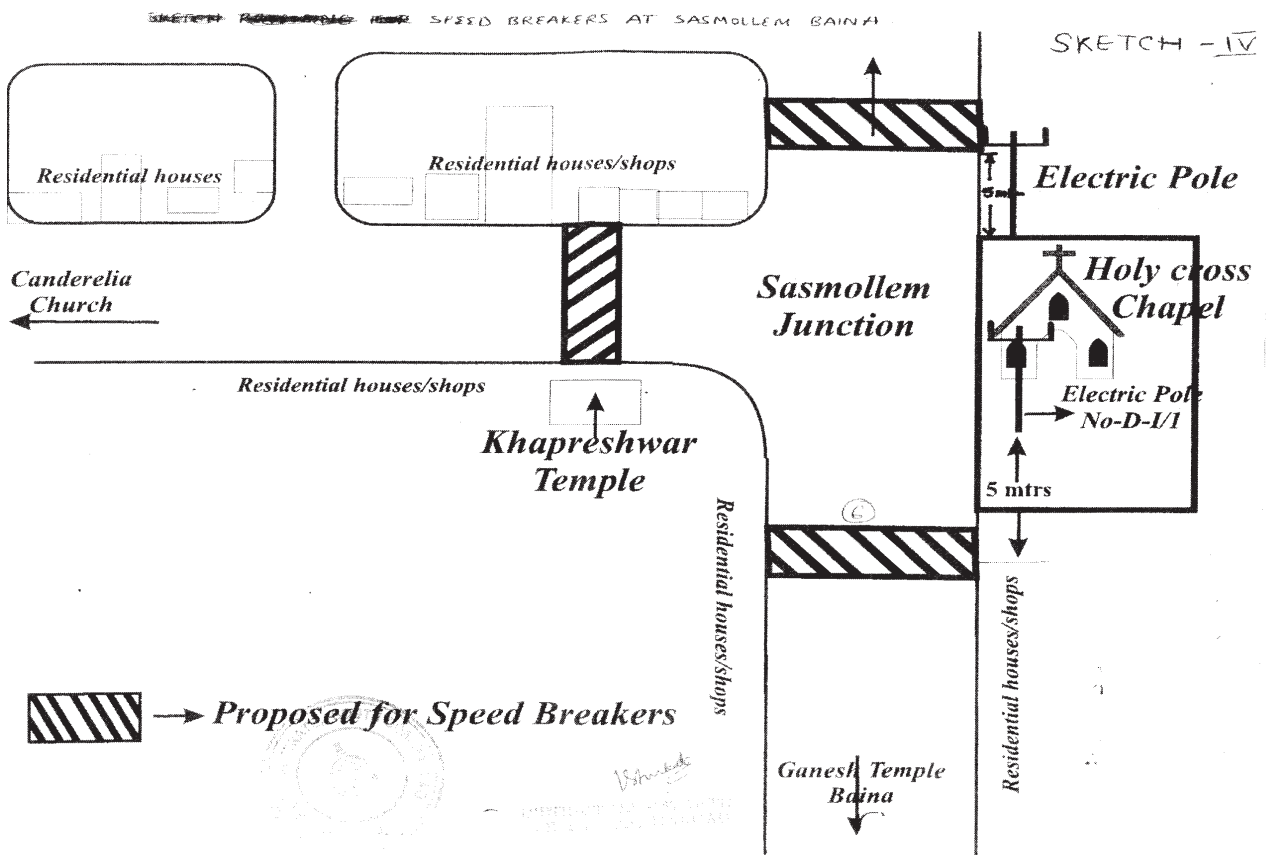 SPEED BREAKERS AT SASMOLLEM BAINA
SKETCH - IV
Residential houses
Residential houses/shops
Electric Pole
5 mtr
Canderelia
Church
Sasmollem
Junction
Holy cross
Chapel
Residential houses/shops
Electric Pole
No-D-I/1
Khapreshwar
Temple
5 mtrs
6
Residential houses/shops
Residential houses/shops
Proposed for Speed Breakers
Ganesh Temple
Baina